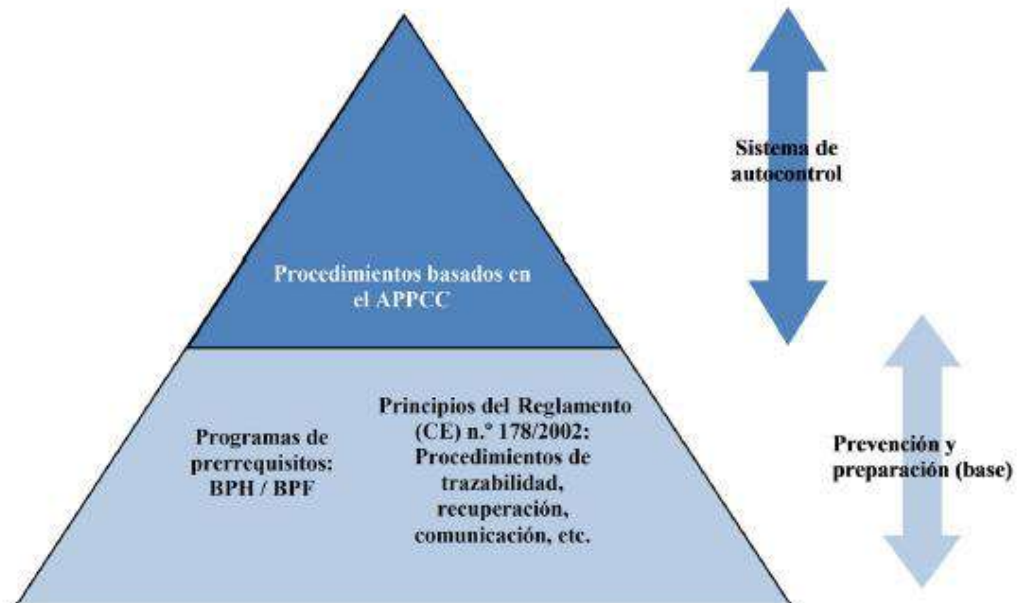 Sistema de
autocontrol
Procedimientos basados en
el APPCC
Programas de
prerrequisitos:
BPH / BPF
Principios del Reglamento
(CE) n.º 178/2002:
Procedimientos de
trazabilidad,
recuperación,
comunicación, etc.
Prevención y
preparación (base)